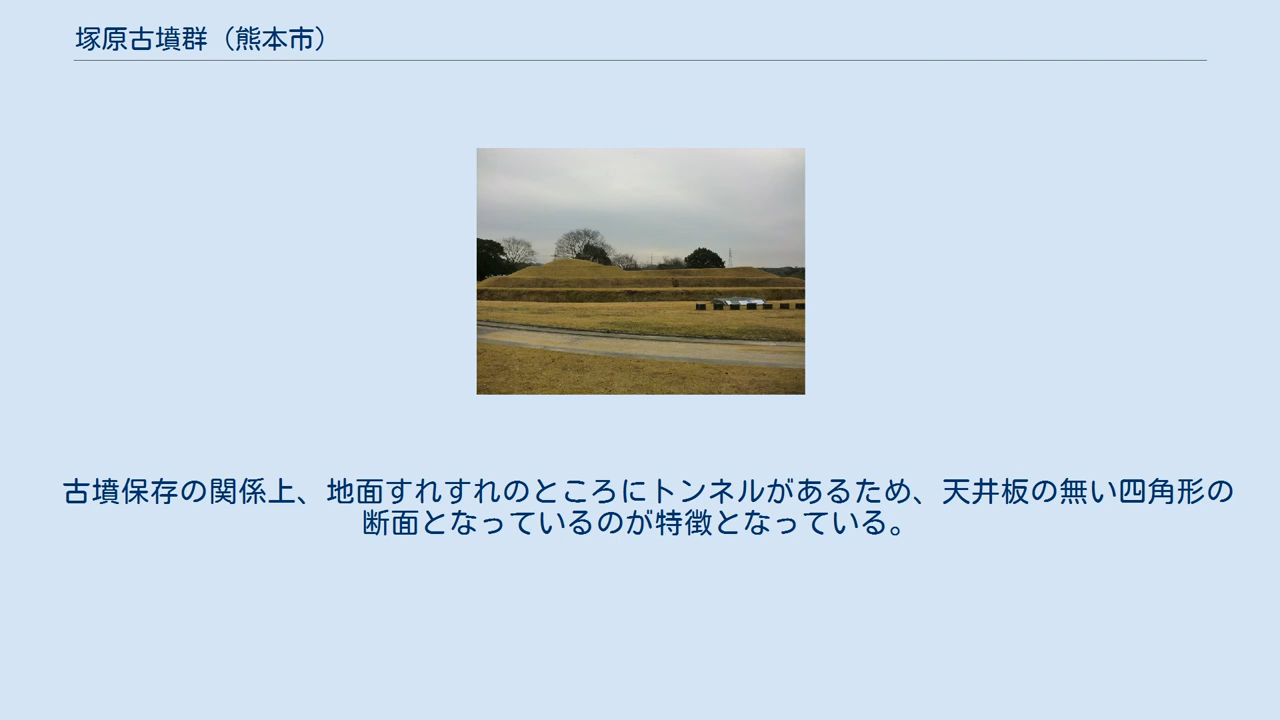 塚原古墳群（熊本市）
古墳保存の関係上、地面すれすれのところにトンネルがあるため、天井板の無い四角形の
断面となっているのが特徴となっている。